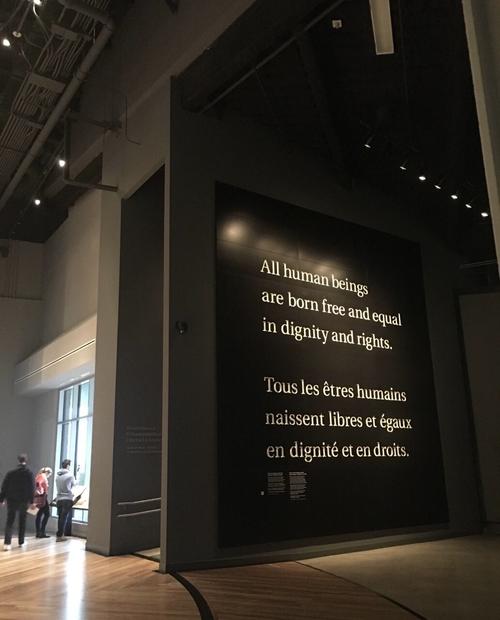 All human beings
are born free and equal
in dignity and rights.
Tous les êtres humains
naissent libres et égaux
en dignité et en droits.